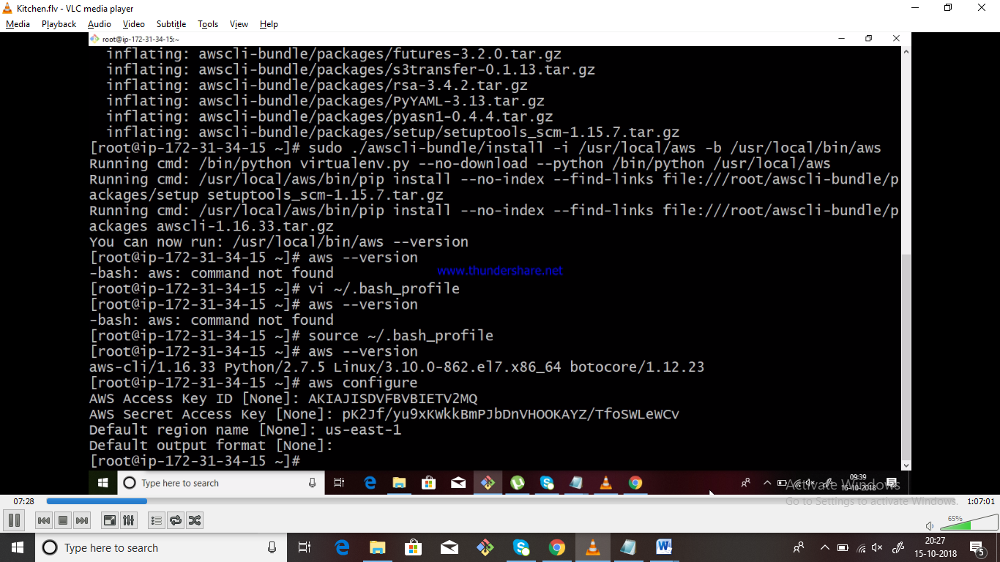 Kitchen.flv - VLC media player
Media Playback Audio Video Subtitle Tools View Help
root@ip-172-31-34-15:~
inflating: awscli-bundle/packages/futures-3.2.0.tar.gz
inflating: awscli-bundle/packages/s3transfer-0.1.13.tar.gz
inflating: awscli-bundle/packages/rsa-3.4.2.tar.gz
inflating: awscli-bundle/packages/PyYAML-3.13.tar.gz
inflating: awscli-bundle/packages/pyasn1-0.4.4.tar.gz
inflating: awscli-bundle/packages/setup/setuptools_scm-1.15.7.tar.gz
[root@ip-172-31-34-15 ~]# sudo ./awscli-bundle/install -i /usr/local/aws -b /usr/local/bin/aws
Running cmd: /bin/python virtualenv.py --no-download --python /bin/python /usr/local/aws
Running cmd: /usr/local/aws/bin/pip install --no-index --find-links file:///root/awscli-bundle/p
ackages/setup setuptools_scm-1.15.7.tar.gz
Running cmd: /usr/local/aws/bin/pip install --no-index --find-links file:///root/awscli-bundle/p
ackages awscli-1.16.33.tar.gz
You can now run: /usr/local/bin/aws --version
[root@ip-172-31-34-15 ~]# aws --version
www.thundershare.net
-bash: aws: command not found
[root@ip-172-31-34-15 ~]# vi ~/.bash_profile
[root@ip-172-31-34-15 ~]# aws --version
-bash: aws: command not found
[root@ip-172-31-34-15 ~]# source ~/.bash_profile
[root@ip-172-31-34-15 ~]# aws --version
aws-cli/1.16.33 Python/2.7.5 Linux/3.10.0-862.el7.x86_64 botocore/1.12.23
[root@ip-172-31-34-15 ~]# aws configure
AWS Access Key ID [None]: AKIAJISDVFBVBIETV2MQ
AWS Secret Access Key [None]: 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
Default region name [None]: us-east-1
Default output format [None]:
[root@ip-172-31-34-15 ~]#
Type here to search
09:39
15-10-2018
Activate Windows
Go to Settings to activate Windows.
07:28
1:07:01
65%
Type here to search
20:27
15-10-2018
5